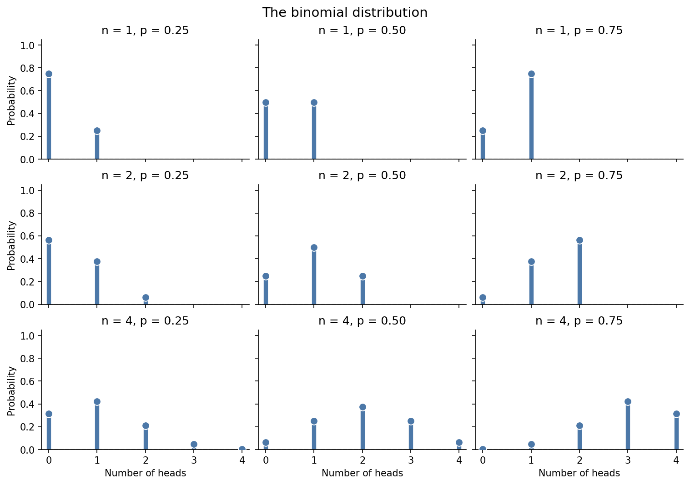 The binomial distribution
n = 1, p = 0.25
n = 1, p = 0.50
n = 1, p = 0.75
1.0
0.8
0.6
0.4
0.2
0.0
Probability
n = 2, p = 0.25
n = 2, p = 0.50
n = 2, p = 0.75
1.0
0.8
0.6
0.4
0.2
0.0
Probability
n = 4, p = 0.25
n = 4, p = 0.50
n = 4, p = 0.75
1.0
0.8
0.6
0.4
0.2
0.0
Probability
0 1 2 3 4
0 1 2 3 4
0 1 2 3 4
Number of heads
Number of heads
Number of heads